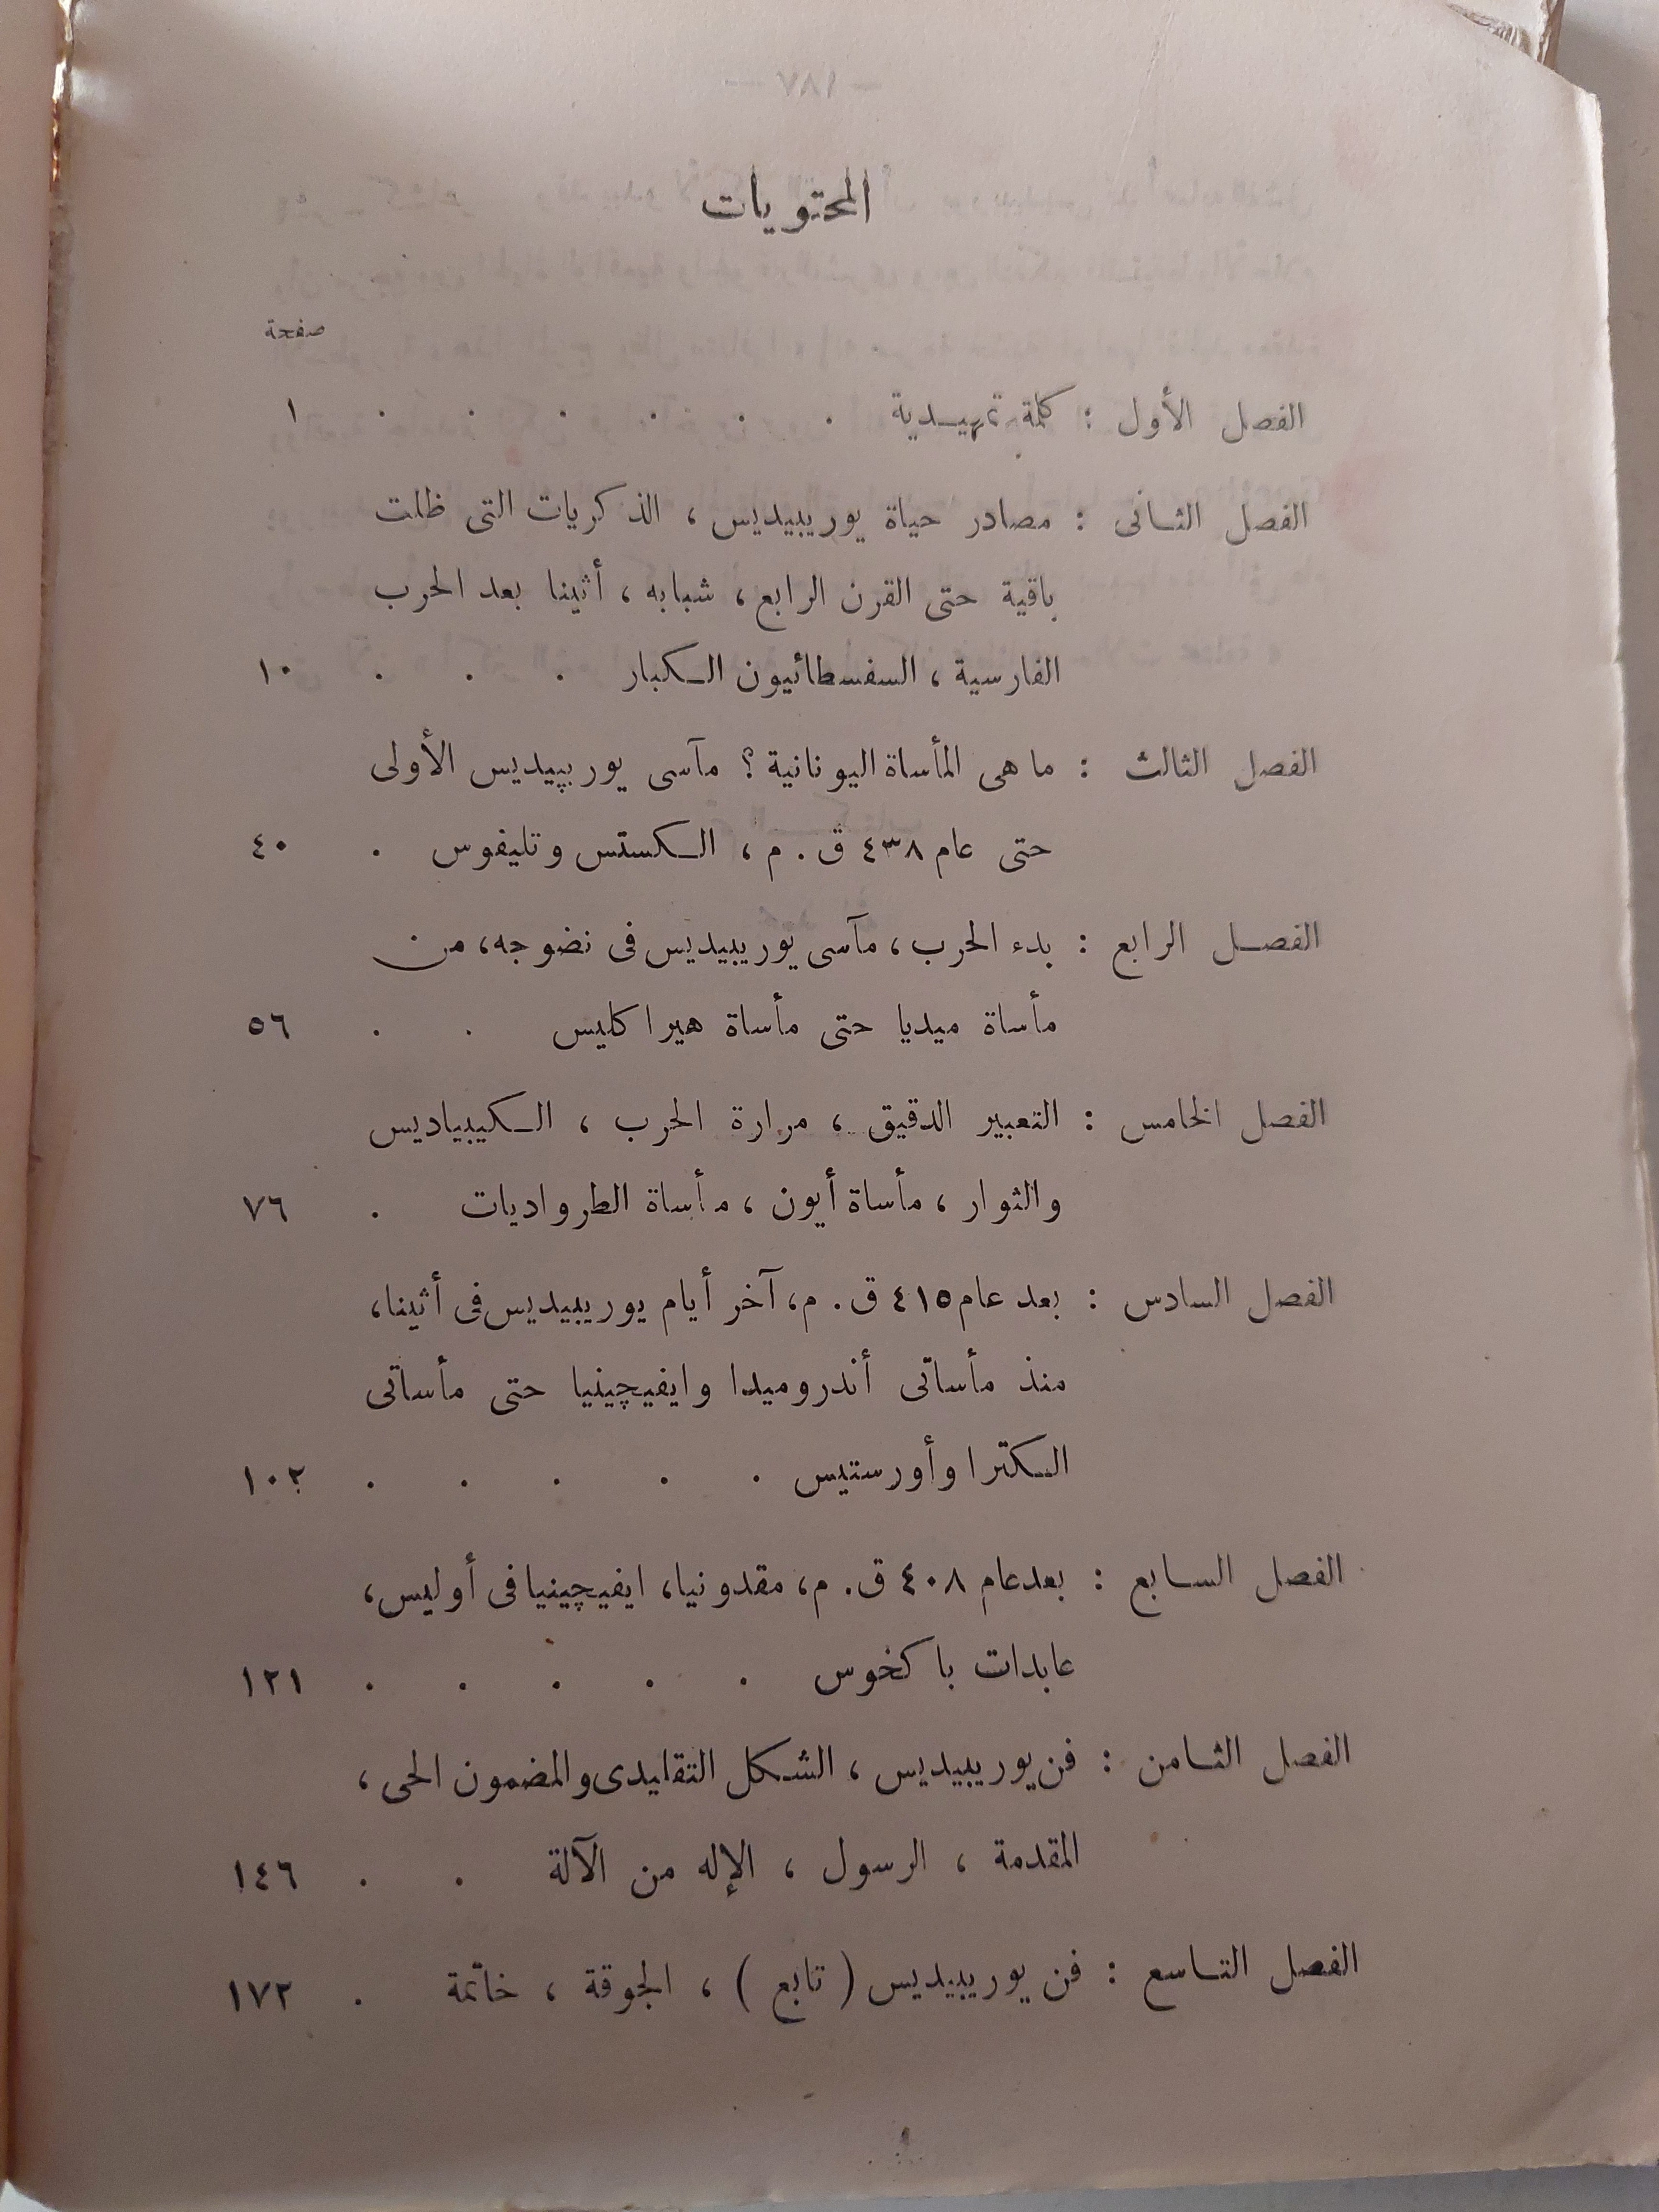 المحتويات
صفحة
الفصل الأول : كلمة تمهيدية . . . . . . ١
الفصل الثانى : مصادر حياة يوريبيديس ، الذكريات التى ظلت
باقية حتى القرن الرابع ، شبابه ، أثينا بعد الحرب
الفارسية ، السفسطائيون الكبار . . . ١٠
الفصل الثالث : ما هى المأساة اليونانية ؟ مآسى يوربيديس الأولى
حتى عام ٤٣٨ ق . م ، الكستس وتليفوس . ٤٠
الفصل الرابع : بدء الحرب ، مآسى يوريبيديس فى نضوجه ، من
مأساة ميديا حتى مأساة هيراكليس . . ٥٦
الفصل الخامس : التعبير الدقيق ، مرارة الحرب ، الكيبياديس
والثوار ، مأساة أيون ، مأساة الطرواديات . ٧٦
الفصل السادس : بعد عام ٤١٥ ق . م ، آخر أيام يوريبيديس فى أثينا ،
منذ مأساتى أندروميدا وايفيچينيا حتى مأساتى
الكترا وأورستيس . . . . . ١٠٢
الفصل السابع : بعد عام ٤٠٨ ق . م ، مقدونيا ، ايفيچينيا فى أوليس ،
عابدات باكخوس . . . . . ١٢١
الفصل الثامن : فن يوريبيديس ، الشكل التقليدى والمضمون الحى ،
المقدمة ، الرسول ، الإله من الآلة . . ١٤٦
الفصل التاسع : فن يوريبيديس ( تابع ) ، الجوقة ، خاتمة . ١٧٢